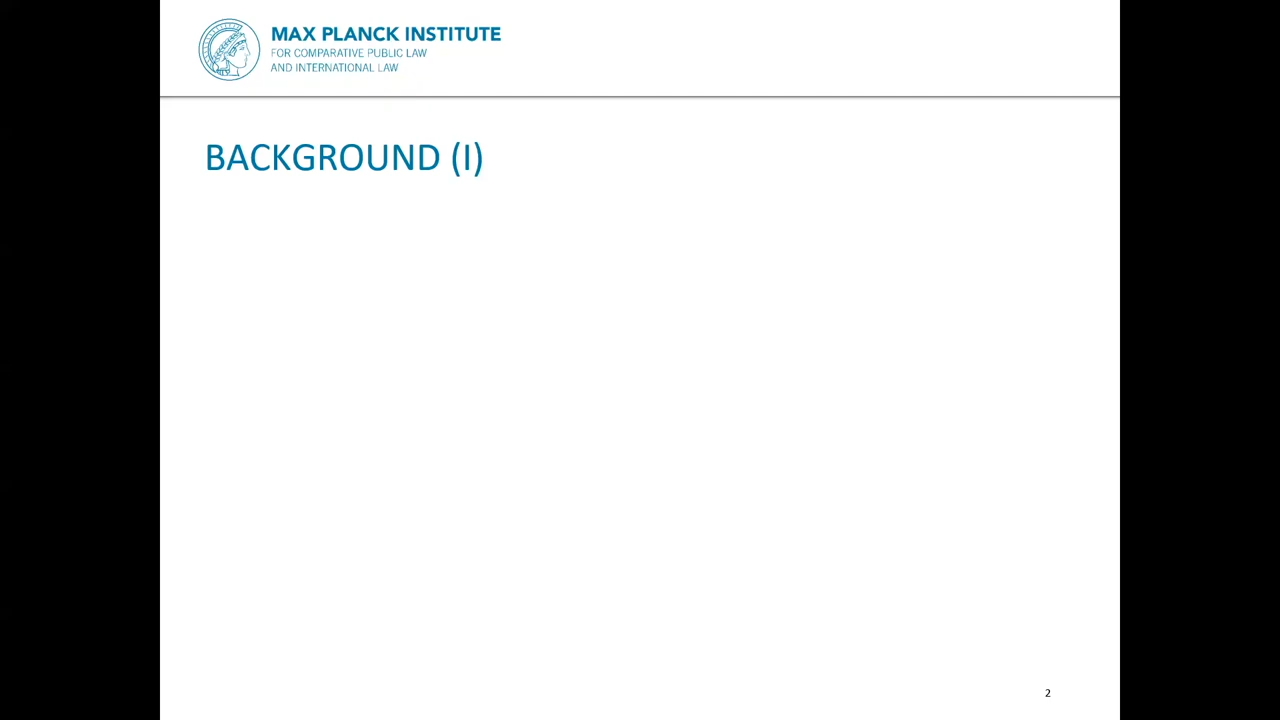 MAX PLANCK INSTITUTE
FOR COMPARATIVE PUBLIC LAW
AND INTERNATIONAL LAW
BACKGROUND (I)
2